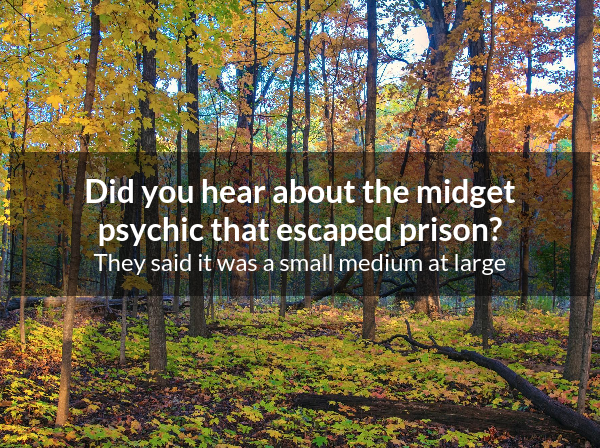 Did you hear about the midget
psychic that escaped prison?
They said it was a small medium at large